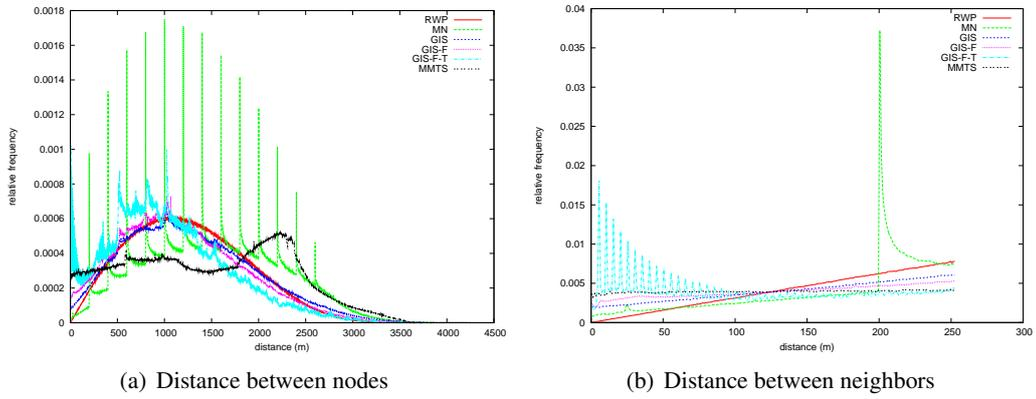 0.0018
0.0016
0.0014
0.0012
0.001
0.0008
0.0006
0.0004
0.0002
0
relative frequency
0 500 1000 1500 2000 2500 3000 3500 4000 4500
distance (m)
RWP
MN
GIS
GIS-F
GIS-F-T
MMTS
(a) Distance between nodes
0.04
0.035
0.03
0.025
0.02
0.015
0.01
0.005
0
relative frequency
0 50 100 150 200 250 300
distance (m)
RWP
MN
GIS
GIS-F
GIS-F-T
MMTS
(b) Distance between neighbors